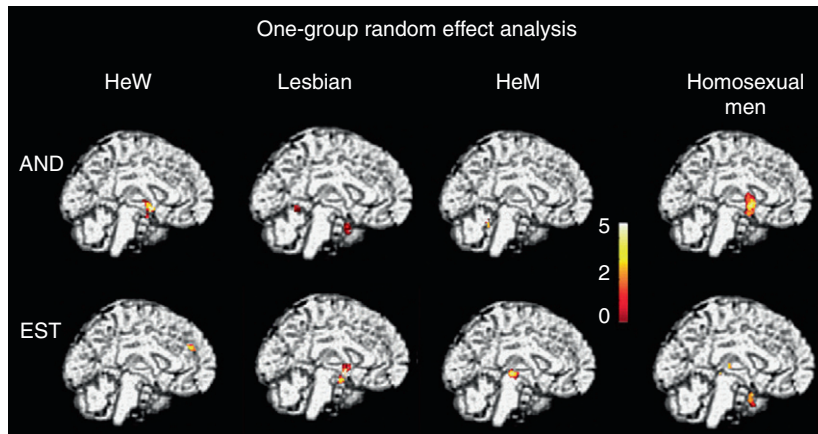 One-group random effect analysis
HeW
Lesbian
HeM
Homosexual
men
AND
5
2
0
EST